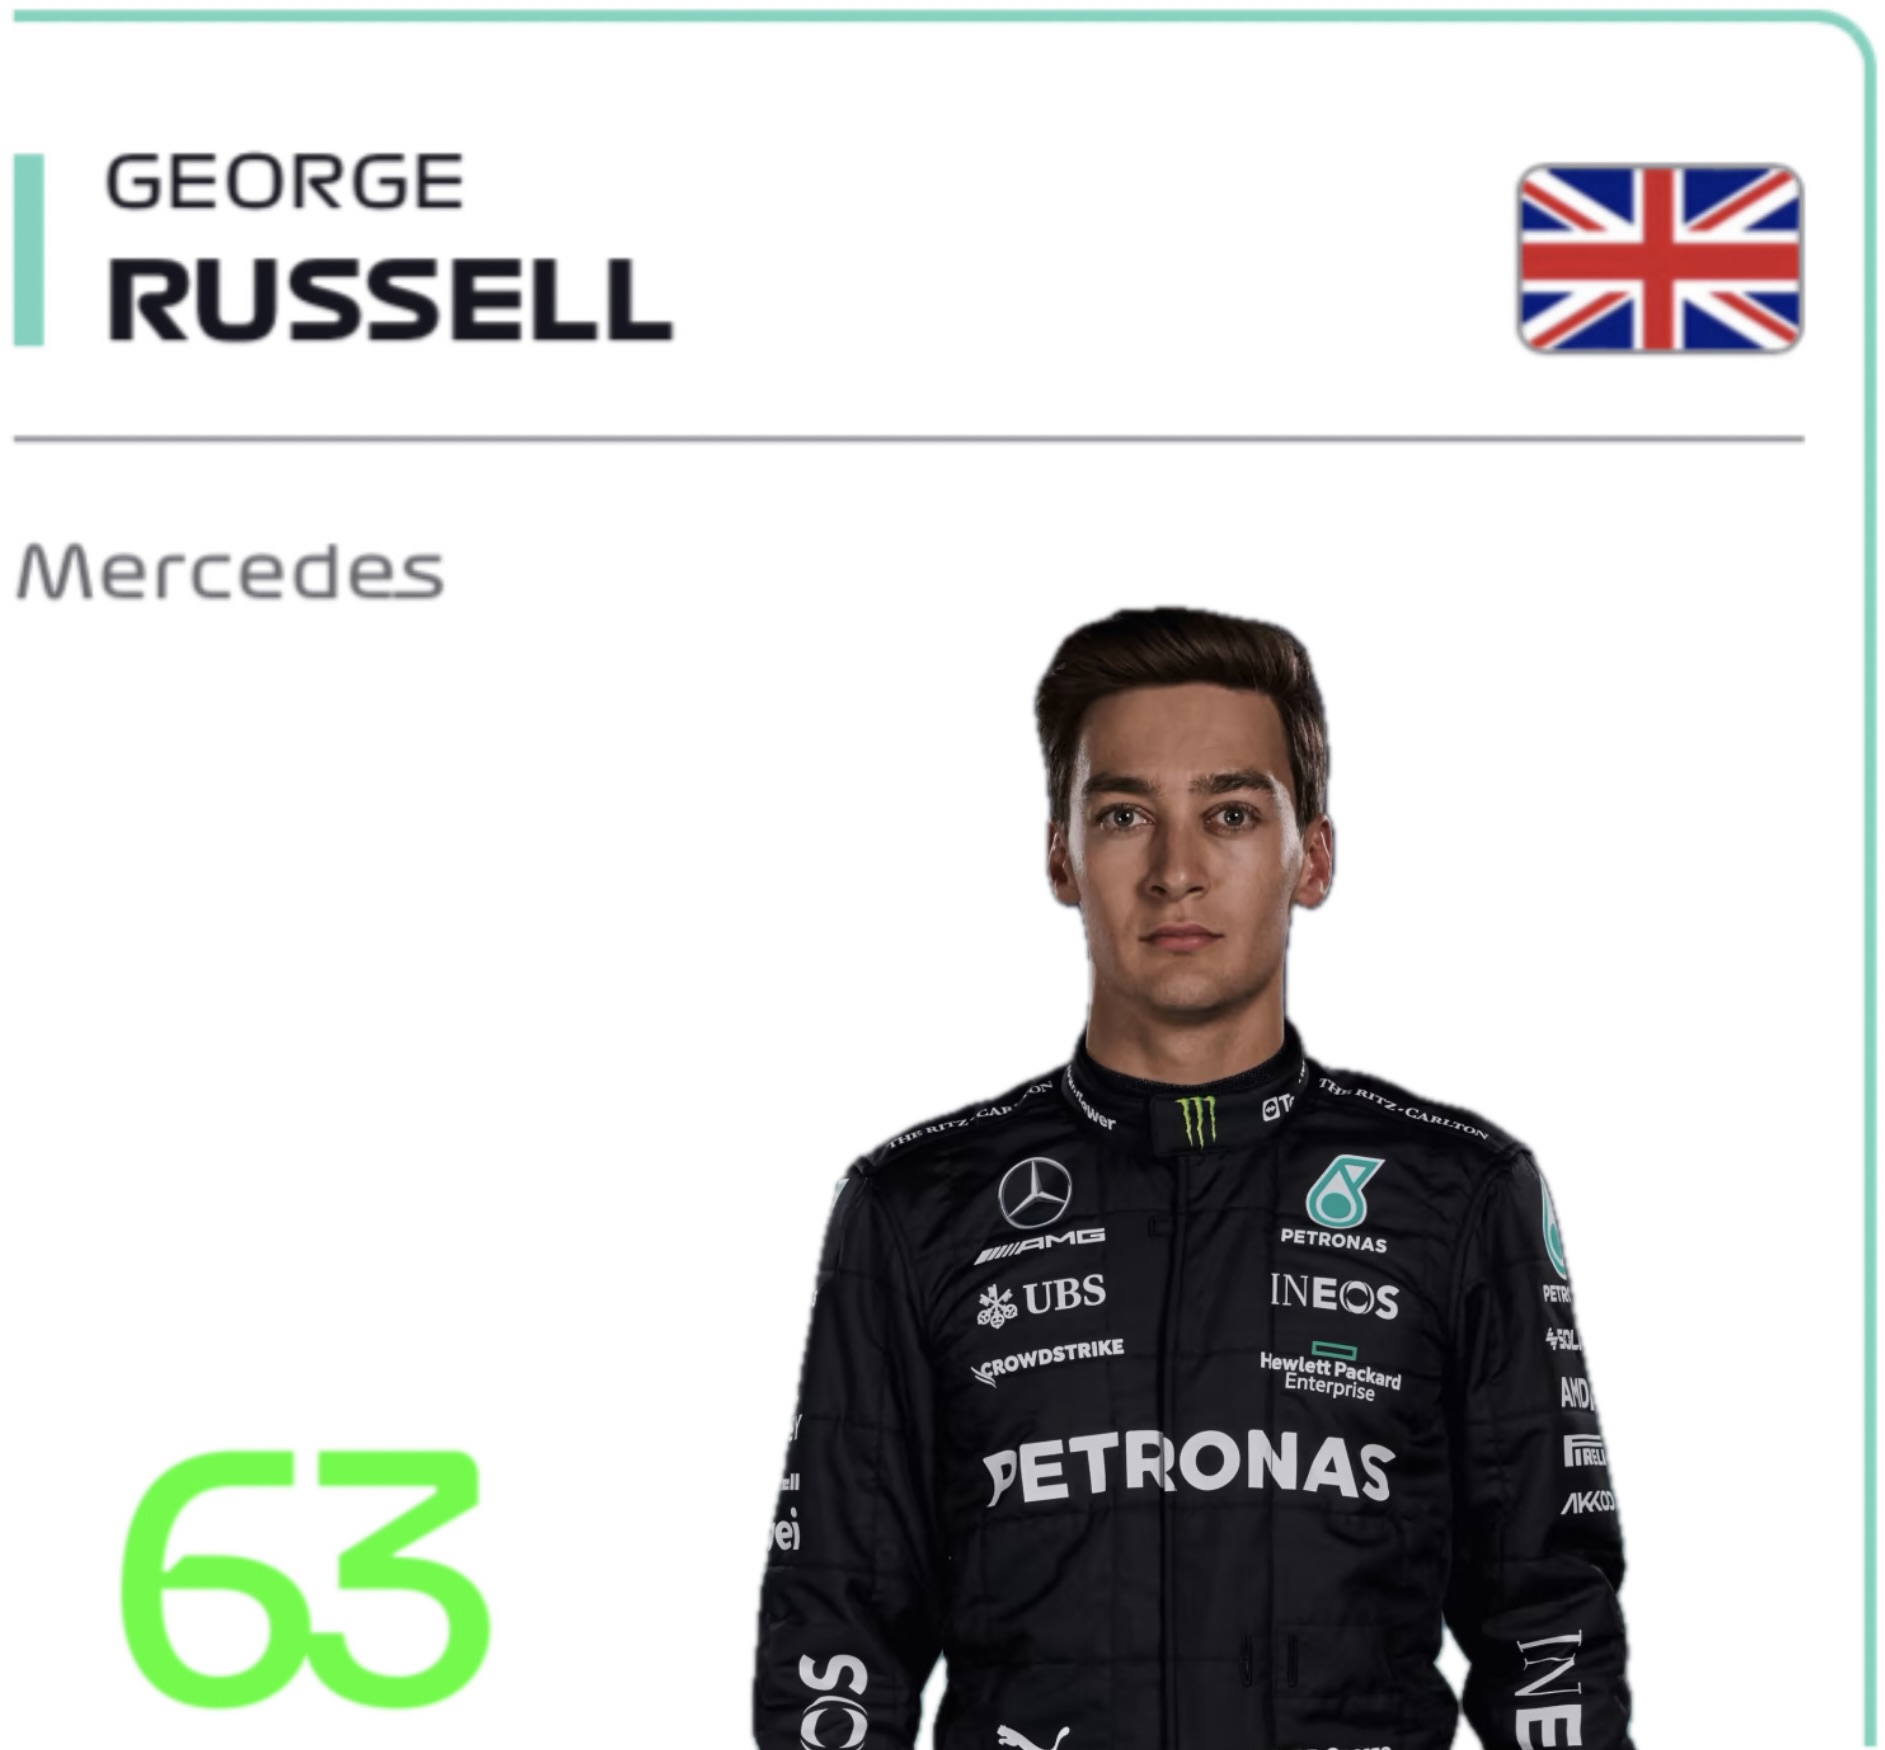 GEORGE
RUSSELL
Mercedes
THE RITZ-CARLTON
THE RITZ-CARLTON
AMG
PETRONAS
UBS
INEOS
CROWDSTRIKE
Hewlett Packard
Enterprise
AMD
PETRONAS
63